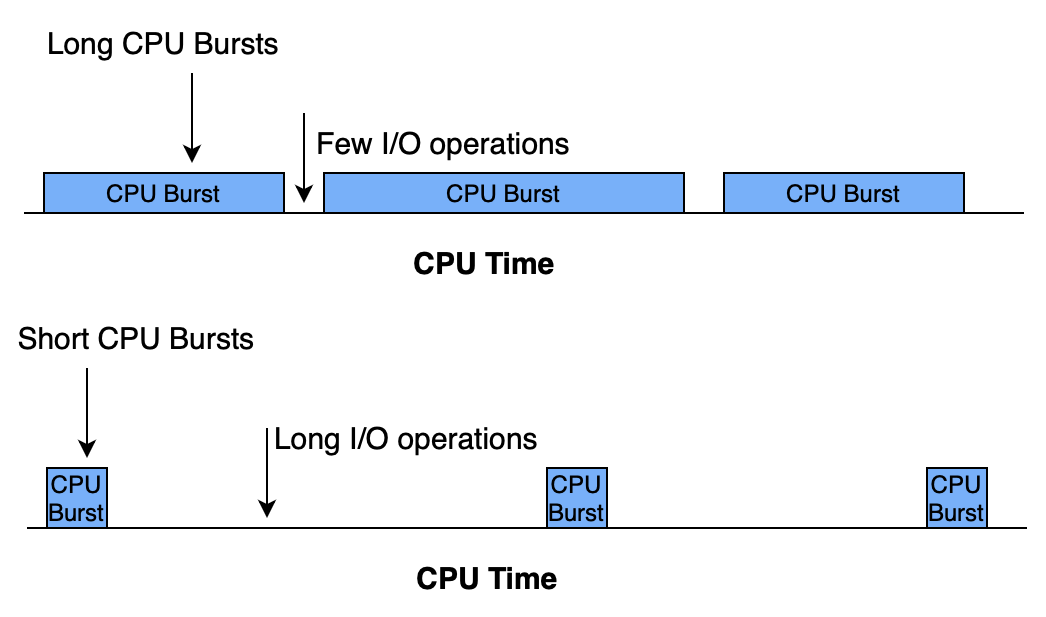 Long CPU Bursts
Few I/O operations
CPU Burst
CPU Burst
CPU Burst
CPU Time
Short CPU Bursts
Long I/O operations
CPU
Burst
CPU
Burst
CPU
Burst
CPU Time